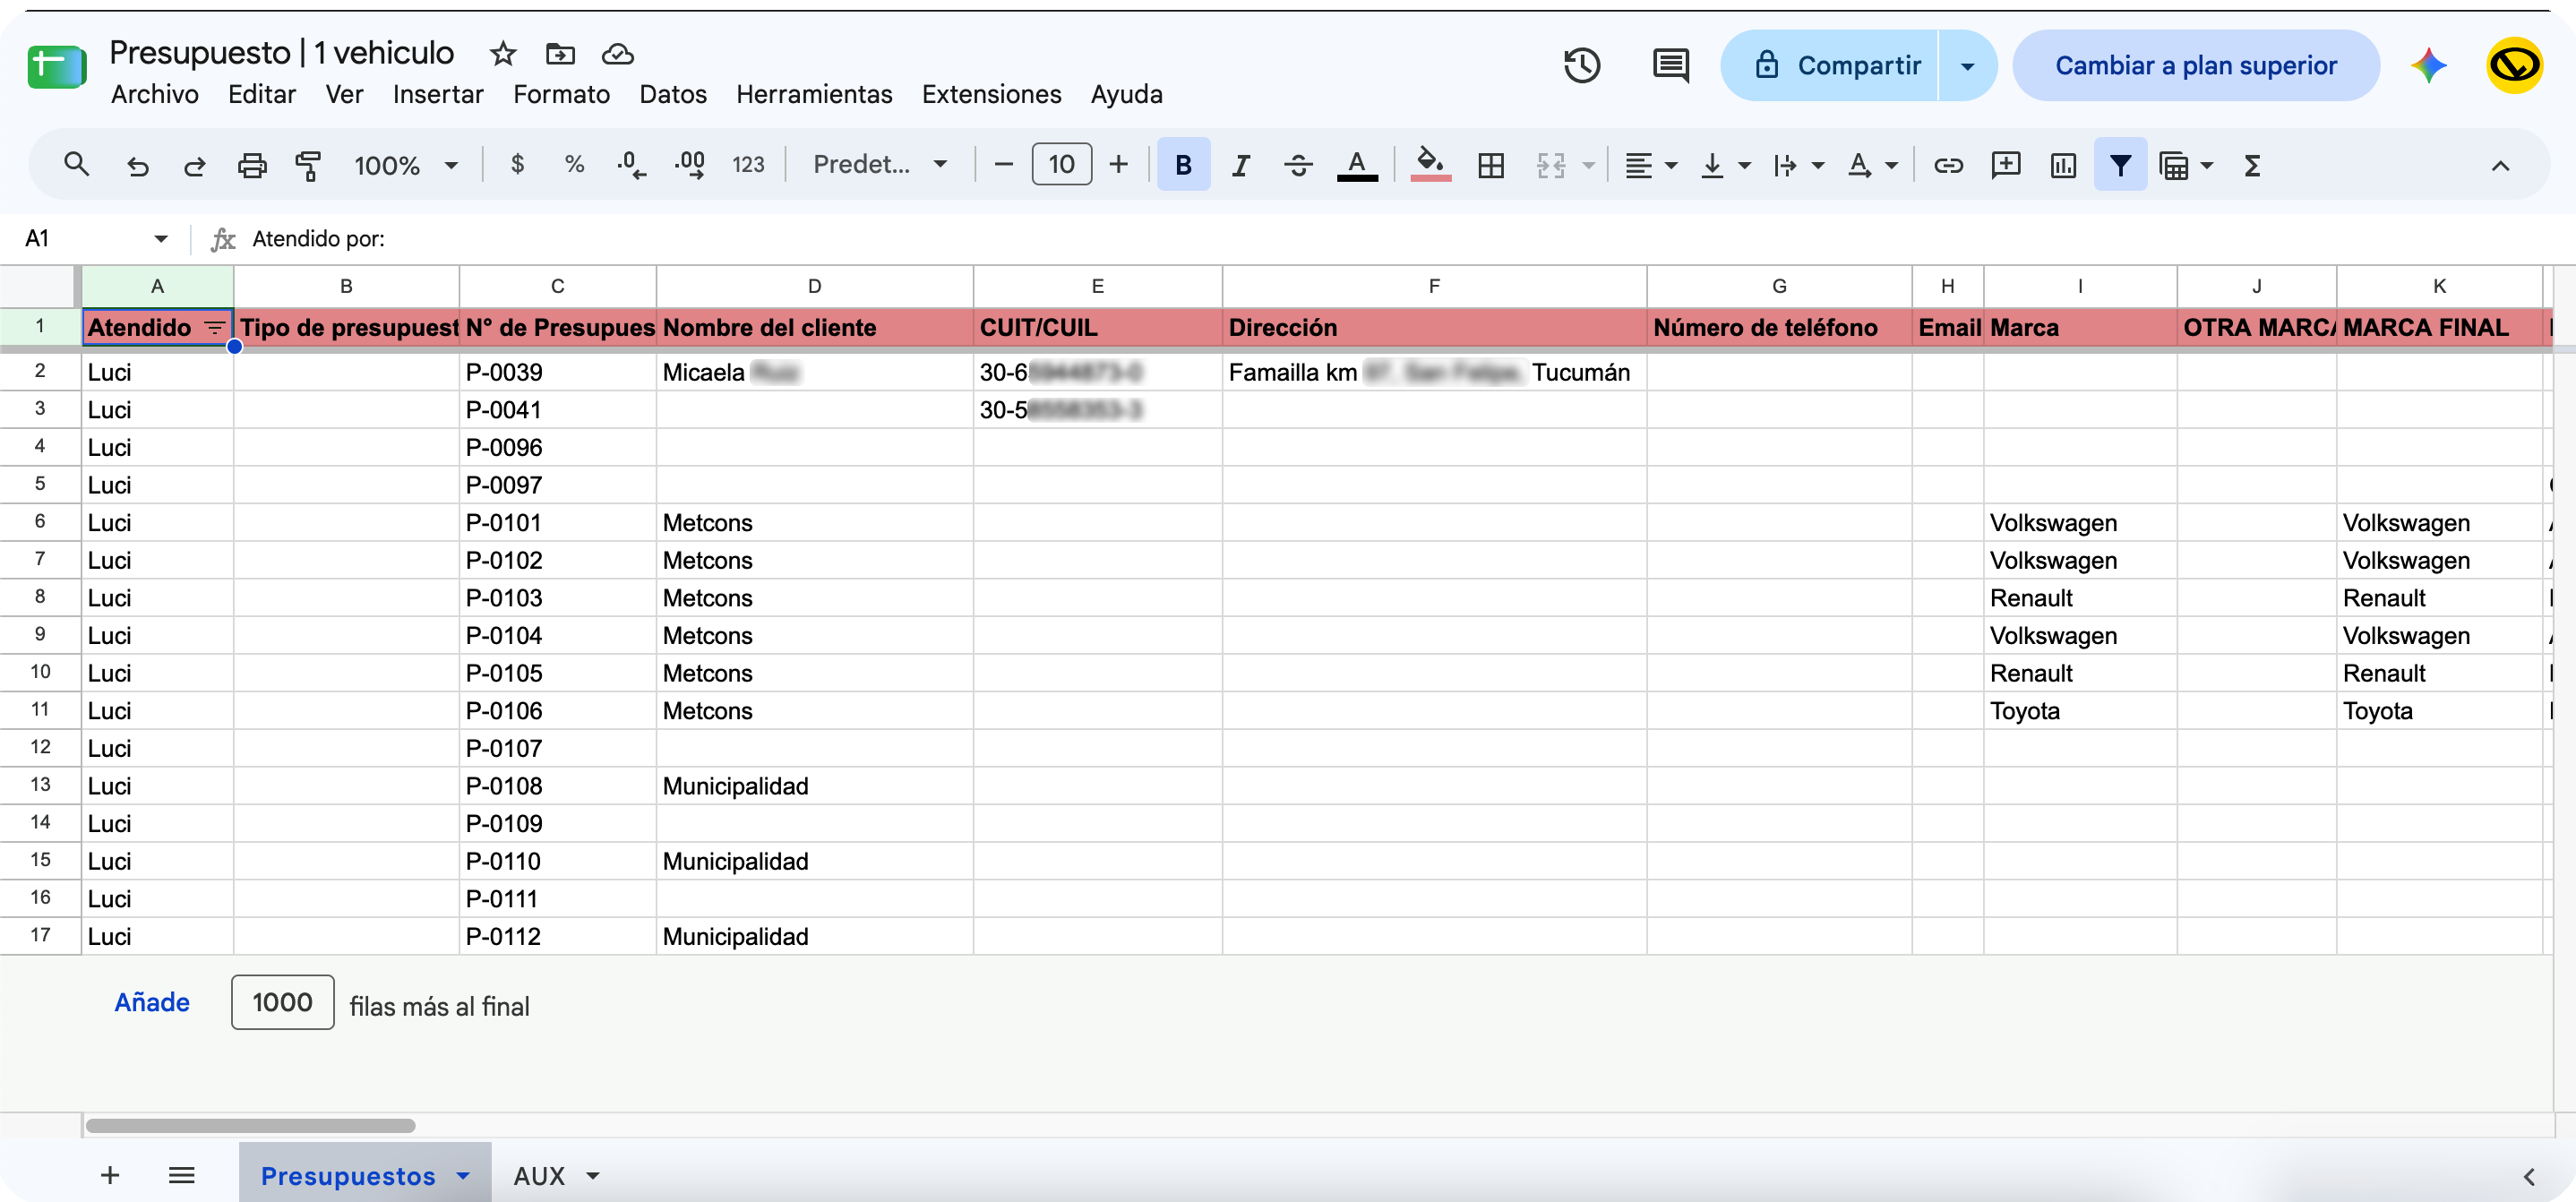 Presupuesto | 1 vehiculo
Archivo Editar Ver Insertar Formato Datos Herramientas Extensiones Ayuda
Compartir
Cambiar a plan superior
100% $ % .0 .00 123 Predet... 10 B I A
A1 fx Atendido por:
A B C D E F G H I J K
1 Atendido Tipo de presupuest N° de Presupues Nombre del cliente CUIT/CUIL Dirección Número de teléfono Email Marca OTRA MARCA MARCA FINAL
2 Luci P-0039 Micaela 30-6 Famailla km Tucumán
3 Luci P-0041 30-5
4 Luci P-0096
5 Luci P-0097
6 Luci P-0101 Metcons Volkswagen Volkswagen
7 Luci P-0102 Metcons Volkswagen Volkswagen
8 Luci P-0103 Metcons Renault Renault
9 Luci P-0104 Metcons Volkswagen Volkswagen
10 Luci P-0105 Metcons Renault Renault
11 Luci P-0106 Metcons Toyota Toyota
12 Luci P-0107
13 Luci P-0108 Municipalidad
14 Luci P-0109
15 Luci P-0110 Municipalidad
16 Luci P-0111
17 Luci P-0112 Municipalidad
Añade 1000 filas más al final
Presupuestos AUX